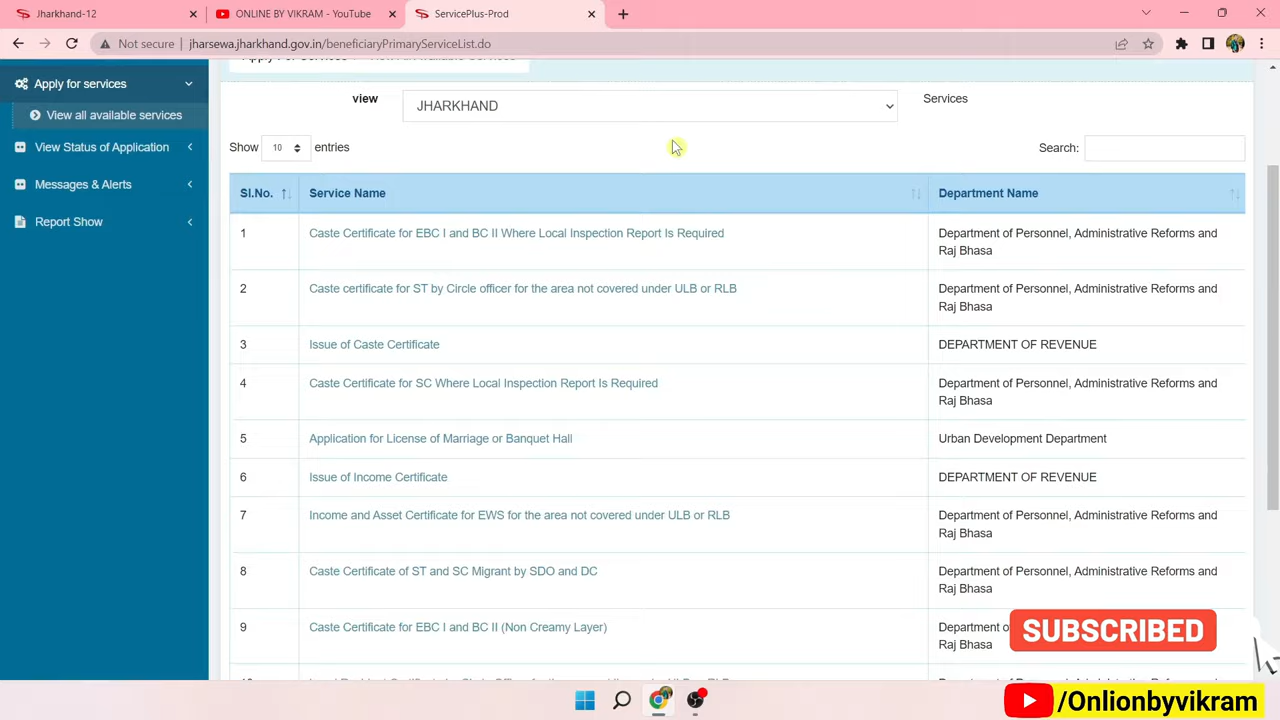 Jharkhand-12
ONLINE BY VIKRAM - YouTube
ServicePlus-Prod
Not secure
jharsewa.jharkhand.gov.in/beneficiaryPrimaryServiceList.do
Apply for services
View all available services
View Status of Application
Messages & Alerts
Report Show
view
JHARKHAND
Services
Show 10 entries
Search:
Sl.No. Service Name Department Name
1 Caste Certificate for EBC I and BC II Where Local Inspection Report Is Required Department of Personnel, Administrative Reforms and
Raj Bhasa
2 Caste certificate for ST by Circle officer for the area not covered under ULB or RLB Department of Personnel, Administrative Reforms and
Raj Bhasa
3 Issue of Caste Certificate DEPARTMENT OF REVENUE
4 Caste Certificate for SC Where Local Inspection Report Is Required Department of Personnel, Administrative Reforms and
Raj Bhasa
5 Application for License of Marriage or Banquet Hall Urban Development Department
6 Issue of Income Certificate DEPARTMENT OF REVENUE
7 Income and Asset Certificate for EWS for the area not covered under ULB or RLB Department of Personnel, Administrative Reforms and
Raj Bhasa
8 Caste Certificate of ST and SC Migrant by SDO and DC Department of Personnel, Administrative Reforms and
Raj Bhasa
9 Caste Certificate for EBC I and BC II (Non Creamy Layer) Department o
Raj Bhasa
SUBSCRIBED
/Onlionbyvikram